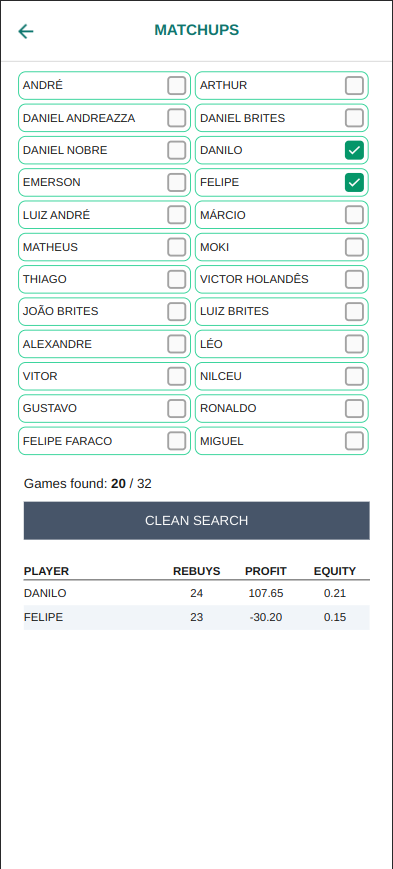 MATCHUPS
ANDRÉ ARTHUR
DANIEL ANDREAZZA DANIEL BRITES
DANIEL NOBRE DANILO
EMERSON FELIPE
LUIZ ANDRÉ MÁRCIO
MATHEUS MOKI
THIAGO VICTOR HOLANDÊS
JOÃO BRITES LUIZ BRITES
ALEXANDRE LÉO
VITOR NILCEU
GUSTAVO RONALDO
FELIPE FARACO MIGUEL
Games found: 20 / 32
CLEAN SEARCH
PLAYER REBUYS PROFIT EQUITY
DANILO 24 107.65 0.21
FELIPE 23 -30.20 0.15